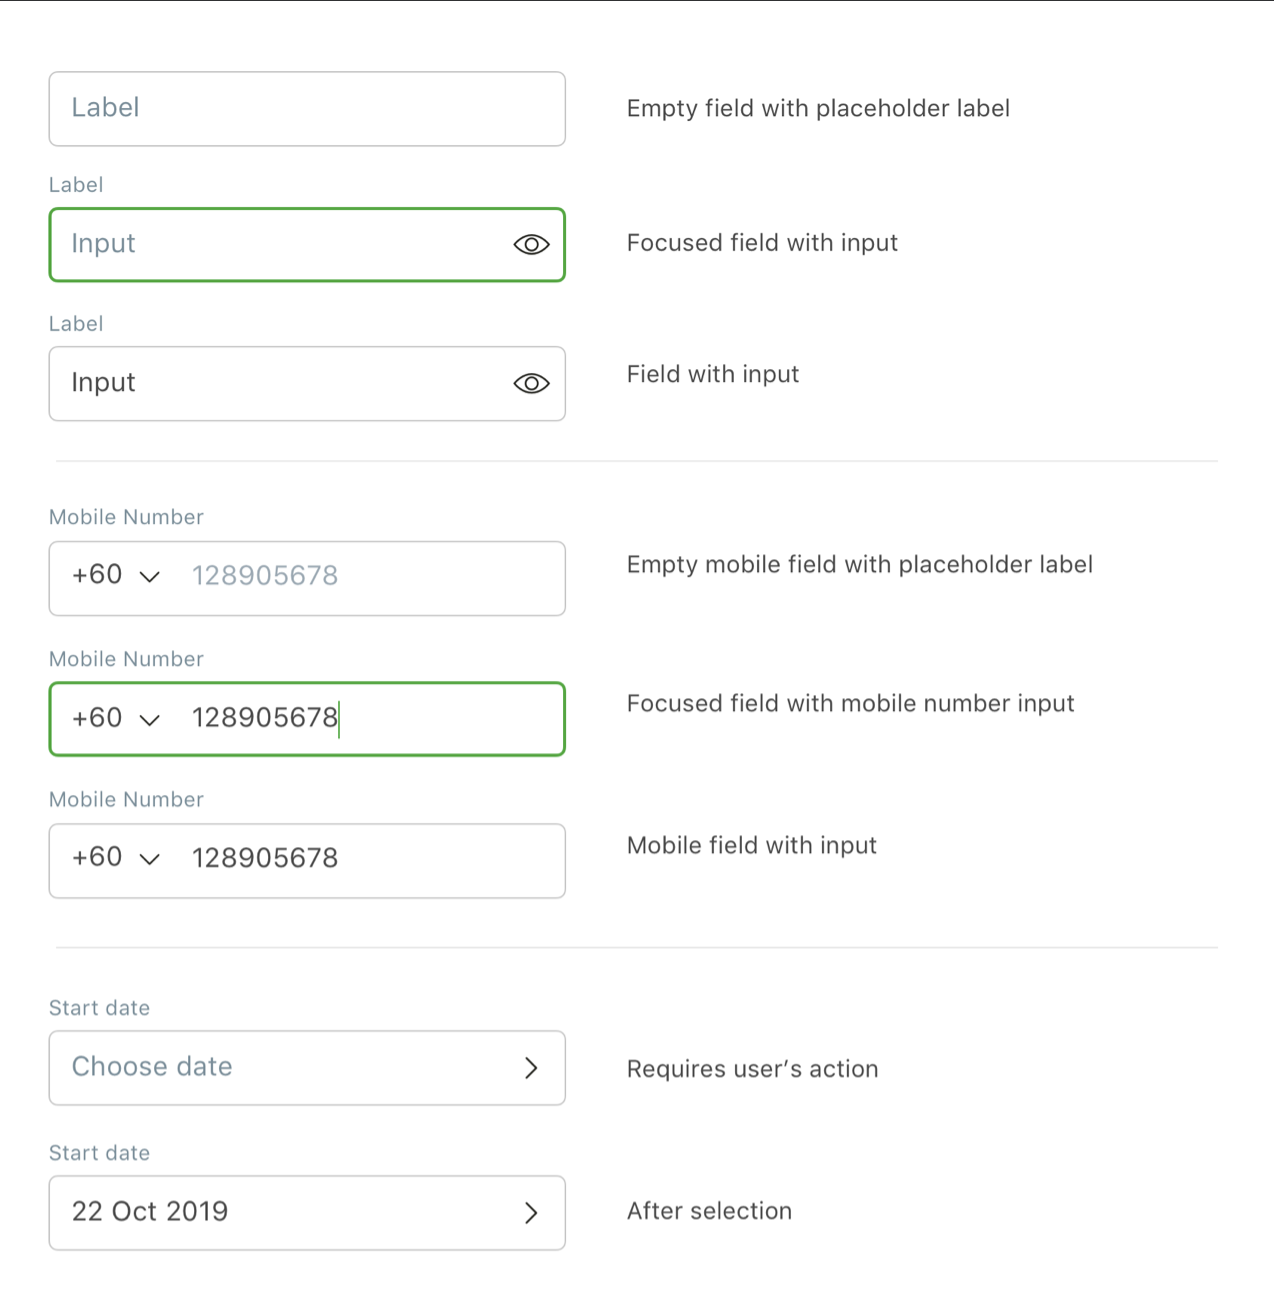 Label
Empty field with placeholder label
Label
Input
Focused field with input
Label
Input
Field with input
Mobile Number
+60 128905678
Empty mobile field with placeholder label
Mobile Number
+60 128905678
Focused field with mobile number input
Mobile Number
+60 128905678
Mobile field with input
Start date
Choose date
Requires user’s action
Start date
22 Oct 2019
After selection